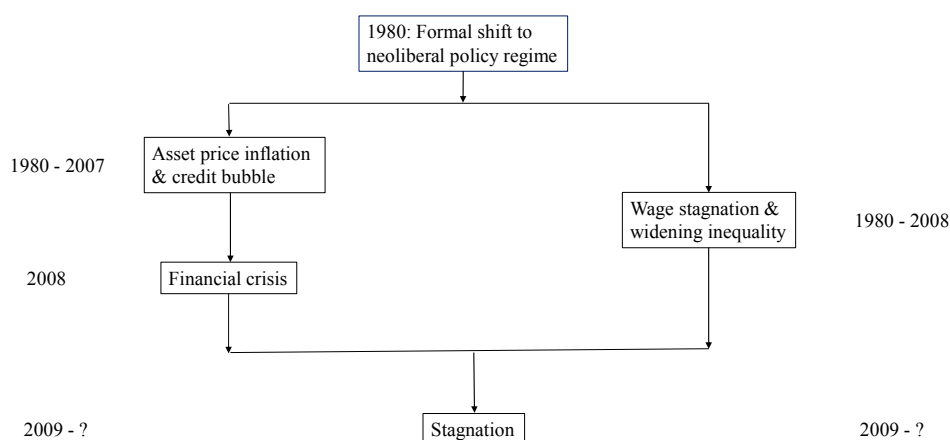 1980: Formal shift to
neoliberal policy regime
Asset price inflation
& credit bubble
1980 - 2007
Wage stagnation &
widening inequality
1980 - 2008
2008
Financial crisis
2009 - ?
Stagnation
2009 - ?